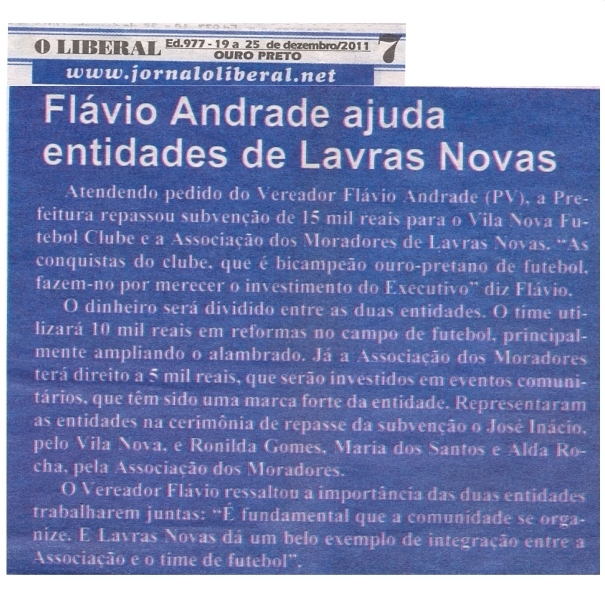 O LIBERAL
Ed.977 - 19 a 25 de dezembro/2011
OURO PRETO
7
www.jornaloliberal.net
Flávio Andrade ajuda
entidades de Lavras Novas
Atendendo pedido do Vereador Flávio Andrade (PV), a Pre-
feitura repassou subvenção de 15 mil reais para o Vila Nova Fu-
tebol Clube e a Associação dos Moradores de Lavras Novas. "As
conquistas do clube, que é bicampeão ouro-pretano de futebol,
fazem-no por merecer o investimento do Executivo" diz Flávio.
O dinheiro será dividido entre as duas entidades. O time uti-
lizará 10 mil reais em reformas no campo de futebol, principal-
mente ampliando o alambrado. Já a Associação dos Moradores
terá direito a 5 mil reais, que serão investidos em eventos comuni-
tários, que têm sido uma marca forte da entidade. Representaram
as entidades na cerimônia de repasse da subvenção o José Inácio,
pelo Vila Nova, e Ronilda Gomes, Maria dos Santos e Alda Ro-
cha, pela Associação dos Moradores.
O Vereador Flávio ressaltou a importância das duas entidades
trabalharem juntas: "É fundamental que a comunidade se orga-
nize. E Lavras Novas dá um belo exemplo de integração entre a
Associação e o time de futebol".